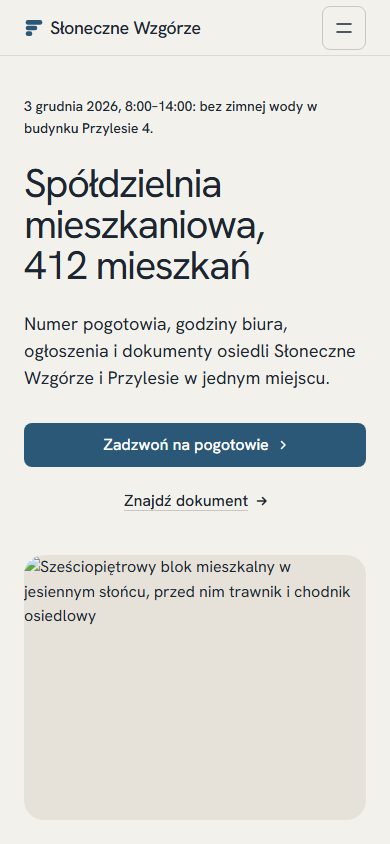 Słoneczne Wzgórze
3 grudnia 2026, 8:00–14:00: bez zimnej wody w
budynku Przylesie 4.
Spółdzielnia
mieszkaniowa,
412 mieszkań
Numer pogotowia, godziny biura,
ogłoszenia i dokumenty osiedli Słoneczne
Wzgórze i Przylesie w jednym miejscu.
Zadzwoń na pogotowie
Znajdź dokument
Sześciopiętrowy blok mieszkalny w
jesiennym słońcu, przed nim trawnik i chodnik
osiedlowy